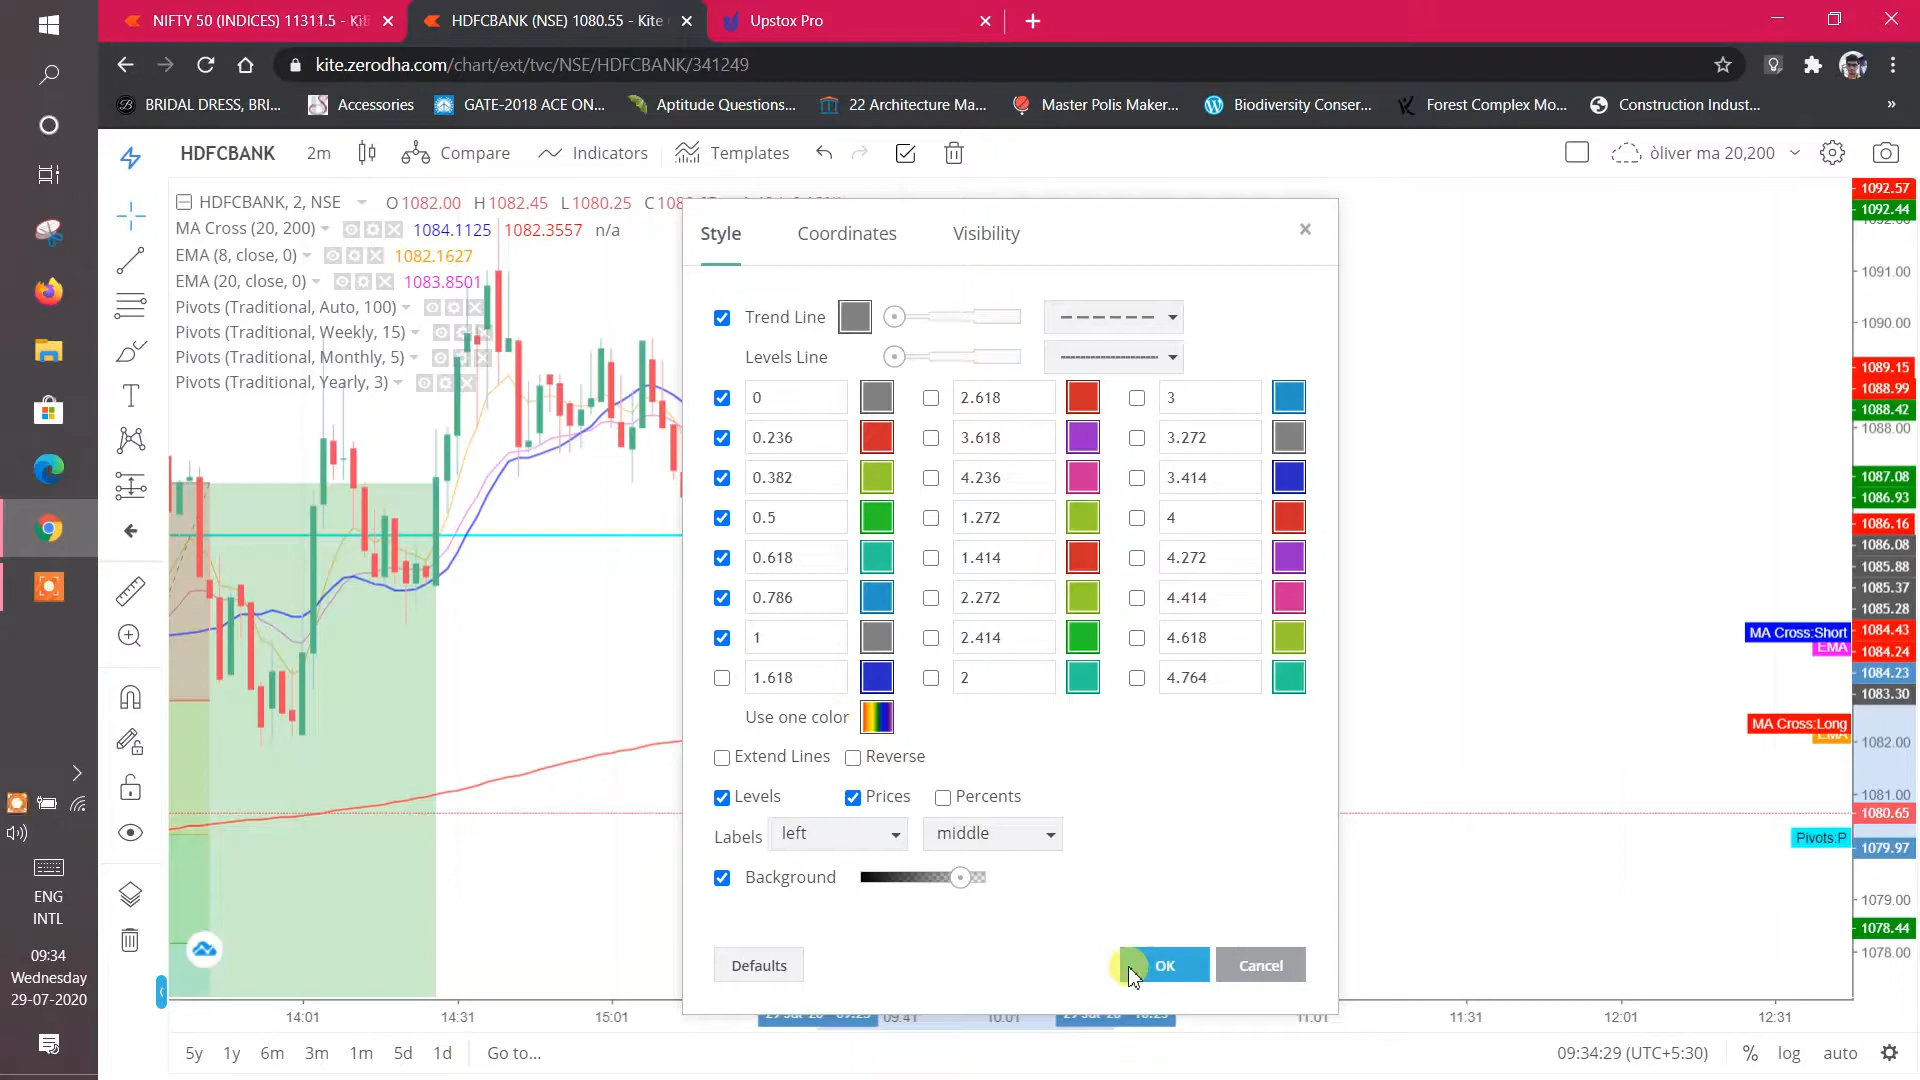 NIFTY 50 (INDICES) 11311.5 - Kit
HDFCBANK (NSE) 1080.55 - Kite
Upstox Pro
kite.zerodha.com/chart/ext/tvc/NSE/HDFCBANK/341249
BRIDAL DRESS, BRI...
Accessories
GATE-2018 ACE ON...
Aptitude Questions...
22 Architecture Ma...
Master Polis Maker...
Biodiversity Conser...
Forest Complex Mo...
Construction Indust...
»
HDFCBANK
2m
Compare
Indicators
Templates
òliver ma 20,200
HDFCBANK, 2, NSE
O1082.00 H1082.45 L1080.25
MA Cross (20, 200)
1084.1125 1082.3557 n/a
EMA (8, close, 0)
1082.1627
EMA (20, close, 0)
1083.8501
Pivots (Traditional, Auto, 100)
Pivots (Traditional, Weekly, 15)
Pivots (Traditional, Monthly, 5)
Pivots (Traditional, Yearly, 3)
Style
Coordinates
Visibility
Trend Line
Levels Line
0 2.618 3
0.236 3.618 3.272
0.382 4.236 3.414
0.5 1.272 4
0.618 1.414 4.272
0.786 2.272 4.414
1 2.414 4.618
1.618 2 4.764
Use one color
Extend Lines
Reverse
Levels
Prices
Percents
Labels
left
middle
Background
Defaults
OK
Cancel
1092.57
1092.44
1091.00
1090.00
1089.15
1088.99
1088.42
1088.00
1087.08
1086.93
1086.16
1086.08
1085.88
1085.37
1085.28
MA Cross:Short
1084.43
EMA
1084.24
1084.23
1083.30
MA Cross:Long
EMA
1082.00
1081.00
1080.65
Pivots:P
1079.97
1079.00
1078.44
1078.00
14:01
14:31
15:01
09:41
10:01
11:01
11:31
12:01
12:31
5y
1y
6m
3m
1m
5d
1d
Go to...
09:34:29 (UTC+5:30)
%
log
auto
ENG
INTL
09:34
Wednesday
29-07-2020